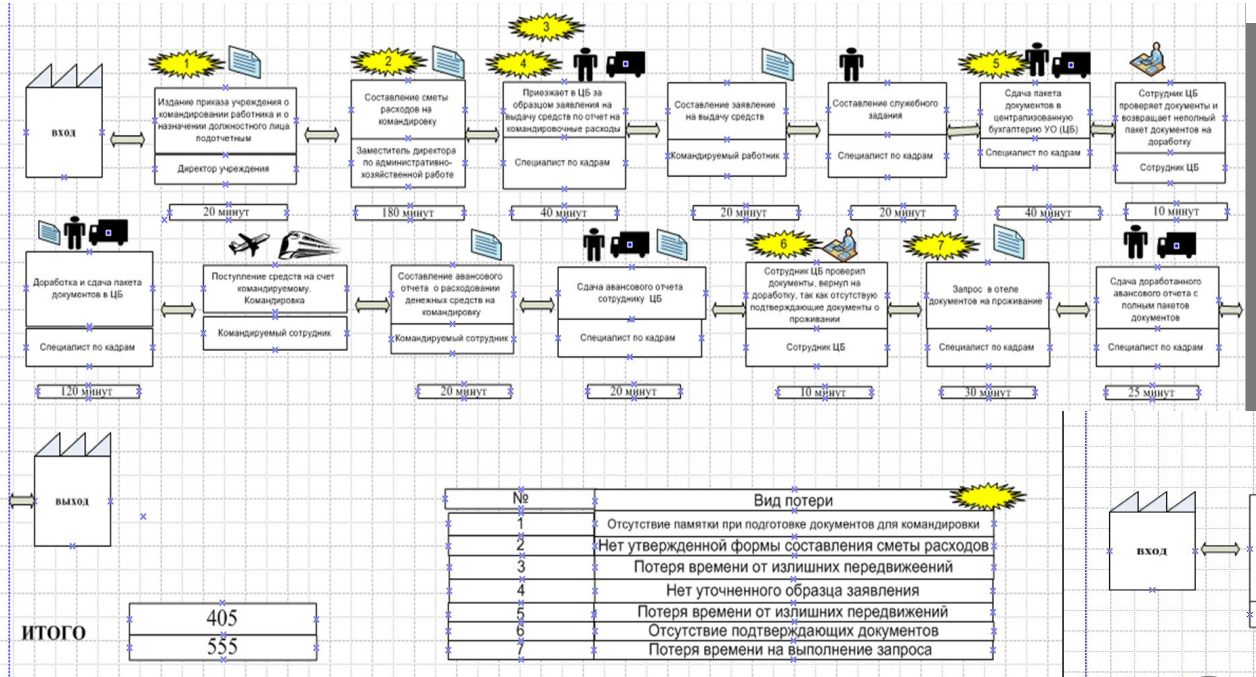 3
1
2
4
5
вход
Издание приказа учреждения о
командировании работника и о
назначении должностного лица
подотчетным
Директор учреждения
20 минут
Составление сметы
расходов на
командировку
Заместитель директора
по административно-
хозяйственной работе
180 минут
Приезжает в ЦБ за
образцом заявления на
выдачу средств по отчет на
командировочные расходы
Специалист по кадрам
40 минут
Составление заявление
на выдачу средств
Командируемый работник
20 минут
Составление служебного
задания
Специалист по кадрам
20 минут
Сдача пакета
документов в
централизованную
бухгалтерию УО (ЦБ)
Специалист по кадрам
40 минут
Сотрудник ЦБ
проверяет документы и
возвращает неполный
пакет документов на
доработку
Сотрудник ЦБ
10 минут
Доработка и сдача пакета
документов в ЦБ
Специалист по кадрам
120 минут
Поступление средств на счет
командируемому.
Командировка
Командируемый сотрудник
Составление авансового
отчета о расходовании
денежных средств на
командировку
Командируемый сотрудник
20 минут
Сдача авансового отчета
сотруднику ЦБ
Специалист по кадрам
20 минут
6
Сотрудник ЦБ проверил
документы, вернул на
доработку, так как отсутствую
подтверждающие документы о
проживании
Сотрудник ЦБ
10 минут
7
Запрос в отеле
документов на проживание
Специалист по кадрам
30 минут
Сдача доработанного
авансового отчета с
полным пакетов
документов
Специалист по кадрам
25 минут
выход
ИТОГО
405
555
№ Вид потери
1 Отсутствие памятки при подготовке документов для командировки
2 Нет утвержденной формы составления сметы расходов
3 Потеря времени от излишних передвижеений
4 Нет уточненного образца заявления
5 Потеря времени от излишних передвижений
6 Отсутствие подтверждающих документов
7 Потеря времени на выполнение запроса
вход